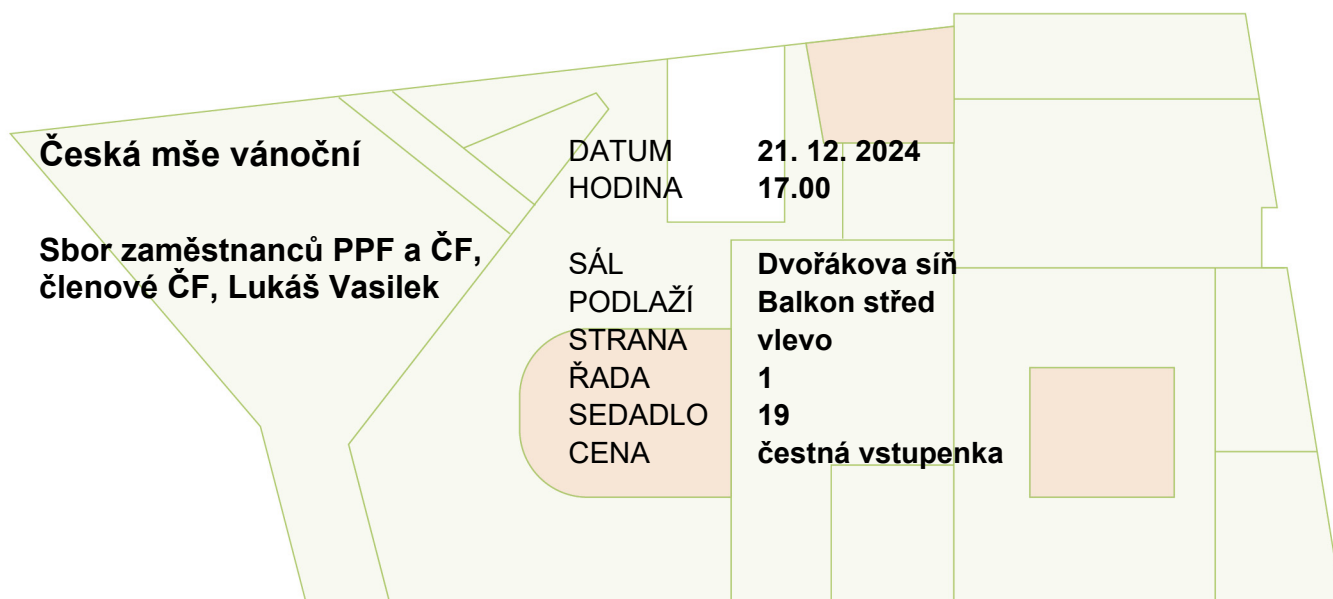 Česká mše vánoční
Sbor zaměstnanců PPF a ČF,
členové ČF, Lukáš Vasilek
DATUM 21. 12. 2024
HODINA 17.00
SÁL Dvořákova síň
PODLAŽÍ Balkon střed
STRANA vlevo
ŘADA 1
SEDADLO 19
CENA čestná vstupenka